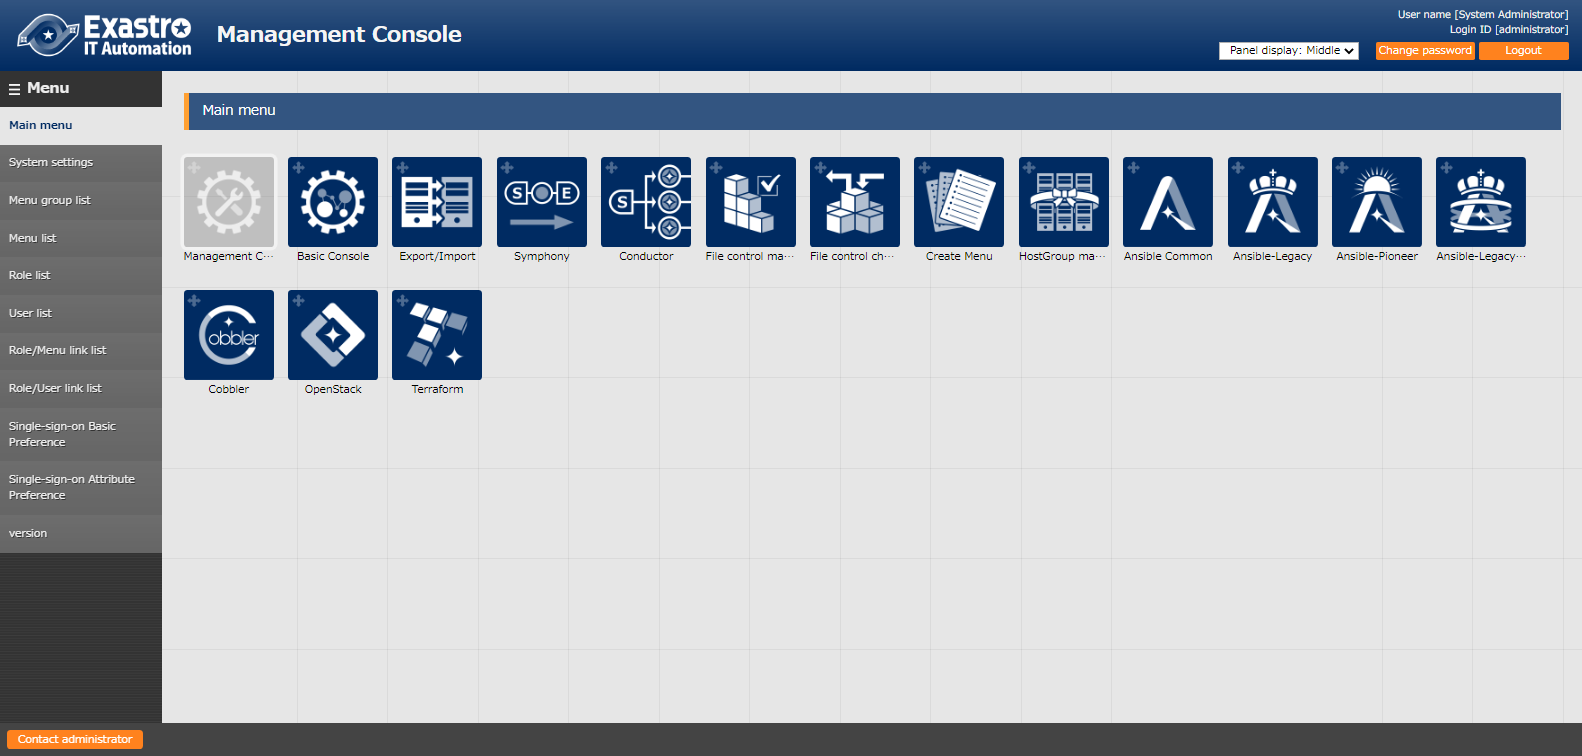 Exastro
IT Automation
Management Console
User name [System Administrator]
Login ID [administrator]
Panel display: Middle
Change password
Logout
Menu
Main menu
System settings
Menu group list
Menu list
Role list
User list
Role/Menu link list
Role/User link list
Single-sign-on Basic
Preference
Single-sign-on Attribute
Preference
version
Main menu
S O E
S
Management C···
Basic Console
Export/Import
Symphony
Conductor
File control ma···
File control ch···
Create Menu
HostGroup ma···
Ansible Common
Ansible-Legacy
Ansible-Pioneer
Ansible-Legacy···
Cobbler
Cobbler
OpenStack
Terraform
Contact administrator